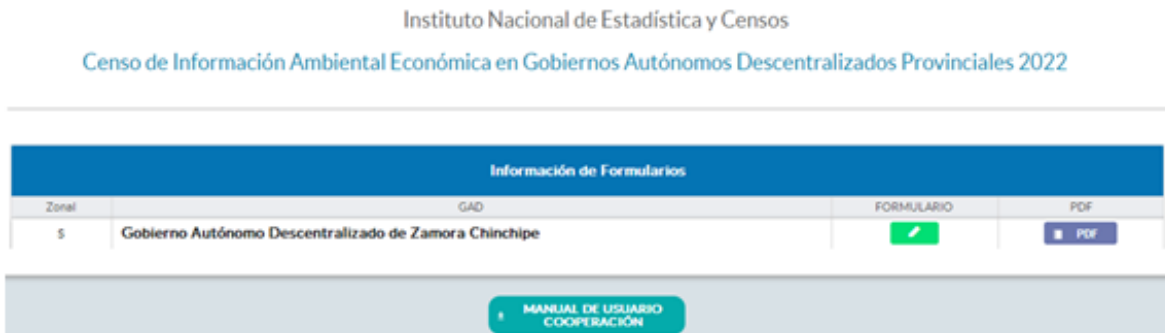 Instituto Nacional de Estadística y Censos
Censo de Información Ambiental Económica en Gobiernos Autónomos Descentralizados Provinciales 2022
Información de Formularios
Zonal GAD FORMULARIO PDF
S Gobierno Autónomo Descentralizado de Zamora Chinchipe PDF
MANUAL DE USUARIO
COOPERACIÓN